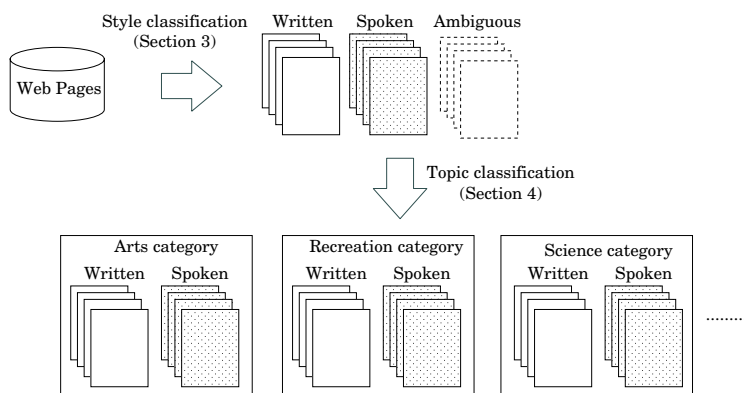 Style classification
(Section 3)
Written Spoken Ambiguous
Web Pages
Topic classification
(Section 4)
Arts category
Written Spoken
Recreation category
Written Spoken
Science category
Written Spoken
........